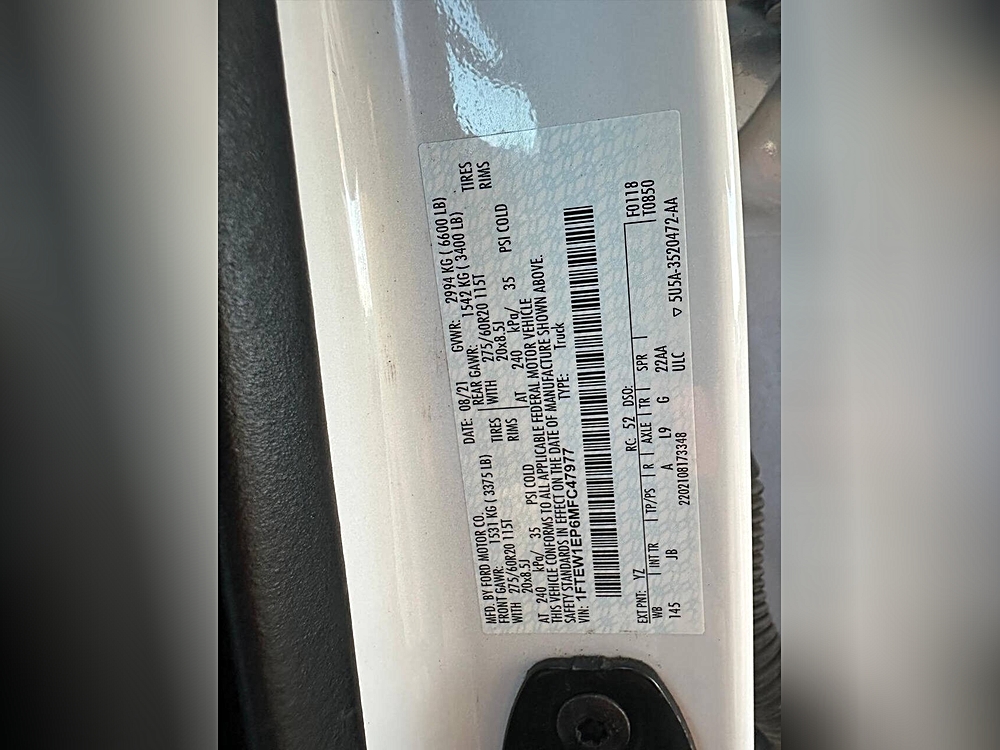 MFD. BY FORD MOTOR CO.
DATE: 08/21 GVWR: 2994 KG ( 6600 LB)
FRONT GAWR: 1531 KG ( 3375 LB) REAR GAWR: 1542 KG ( 3400 LB)
WITH 275/60R20 115T TIRES WITH 275/60R20 115T TIRES
20x8.5J RIMS 20x8.5J RIMS
AT 240 kPa/ 35 PSI COLD AT 240 kPa/ 35 PSI COLD
THIS VEHICLE CONFORMS TO ALL APPLICABLE FEDERAL MOTOR VEHICLE
SAFETY STANDARDS IN EFFECT ON THE DATE OF MANUFACTURE SHOWN ABOVE.
VIN: 1FTEW1EP6MFC47977 TYPE: Truck
F0118
EXT PNT: YZ RC: 52 DSO: T0850
WB INT TR TP/PS R AXLE TR SPR
145 JB A L9 G 22AA
ULC
2202108173348 ▽ 5U5A-3520472-AA